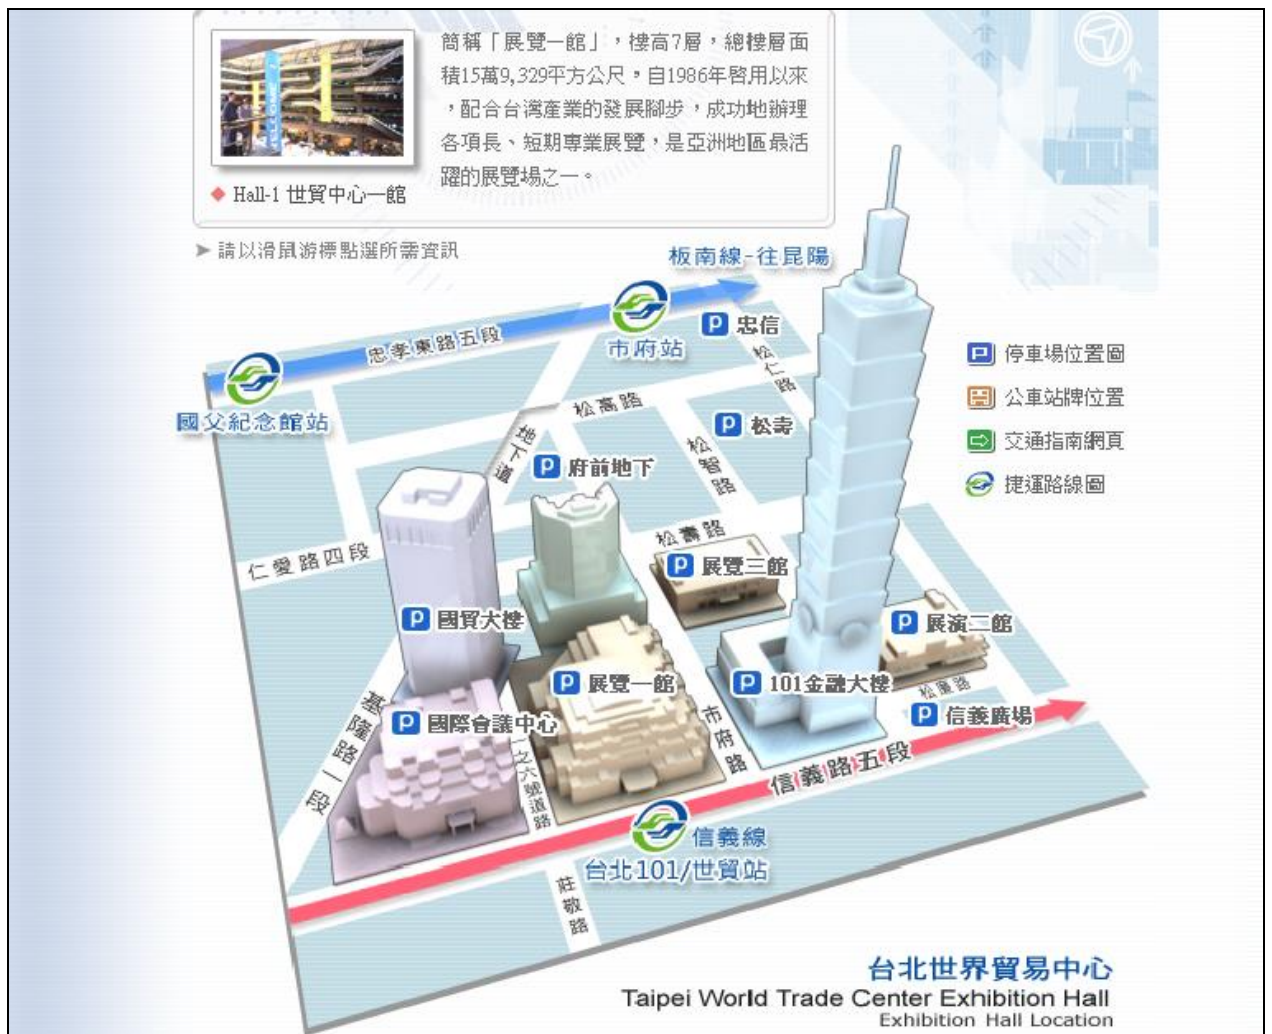 簡稱「展覽一館」，樓高7層，總樓層面
積15萬9,329平方公尺，自1986年啓用以來
，配合台灣產業的發展腳步，成功地辦理
各項長、短期專業展覽，是亞洲地區最活
躍的展覽場之一。
WELCOME
Hall-1 世貿中心一館
請以滑鼠游標點選所需資訊
板南線-往昆陽
忠孝東路五段
市府站
國父紀念館站
P 忠信
松仁路
P 停車場位置圖
公車站牌位置
交通指南網頁
捷運路線圖
松高路
地下道
P 松壽
松智路
P 府前地下
仁愛路四段
松壽路
P 展覽三館
P 國貿大樓
P 展演二館
P 展覽一館
P 101金融大樓
松廉路
P 信義廣場
基隆路一段
P 國際會議中心
市府路
信義路五段
信義線
台北101/世貿站
莊敬路
台北世界貿易中心
Taipei World Trade Center Exhibition Hall
Exhibition Hall Location